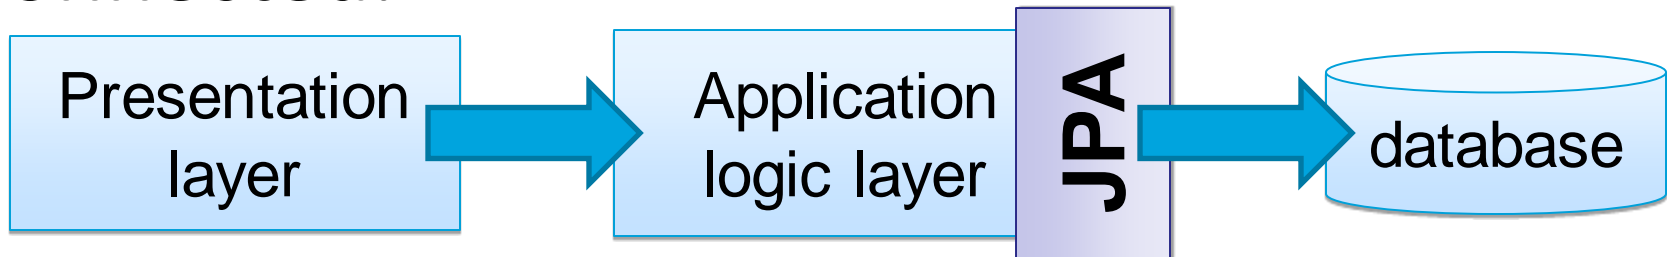 Presentation
layer
Application
logic layer
JPA
database